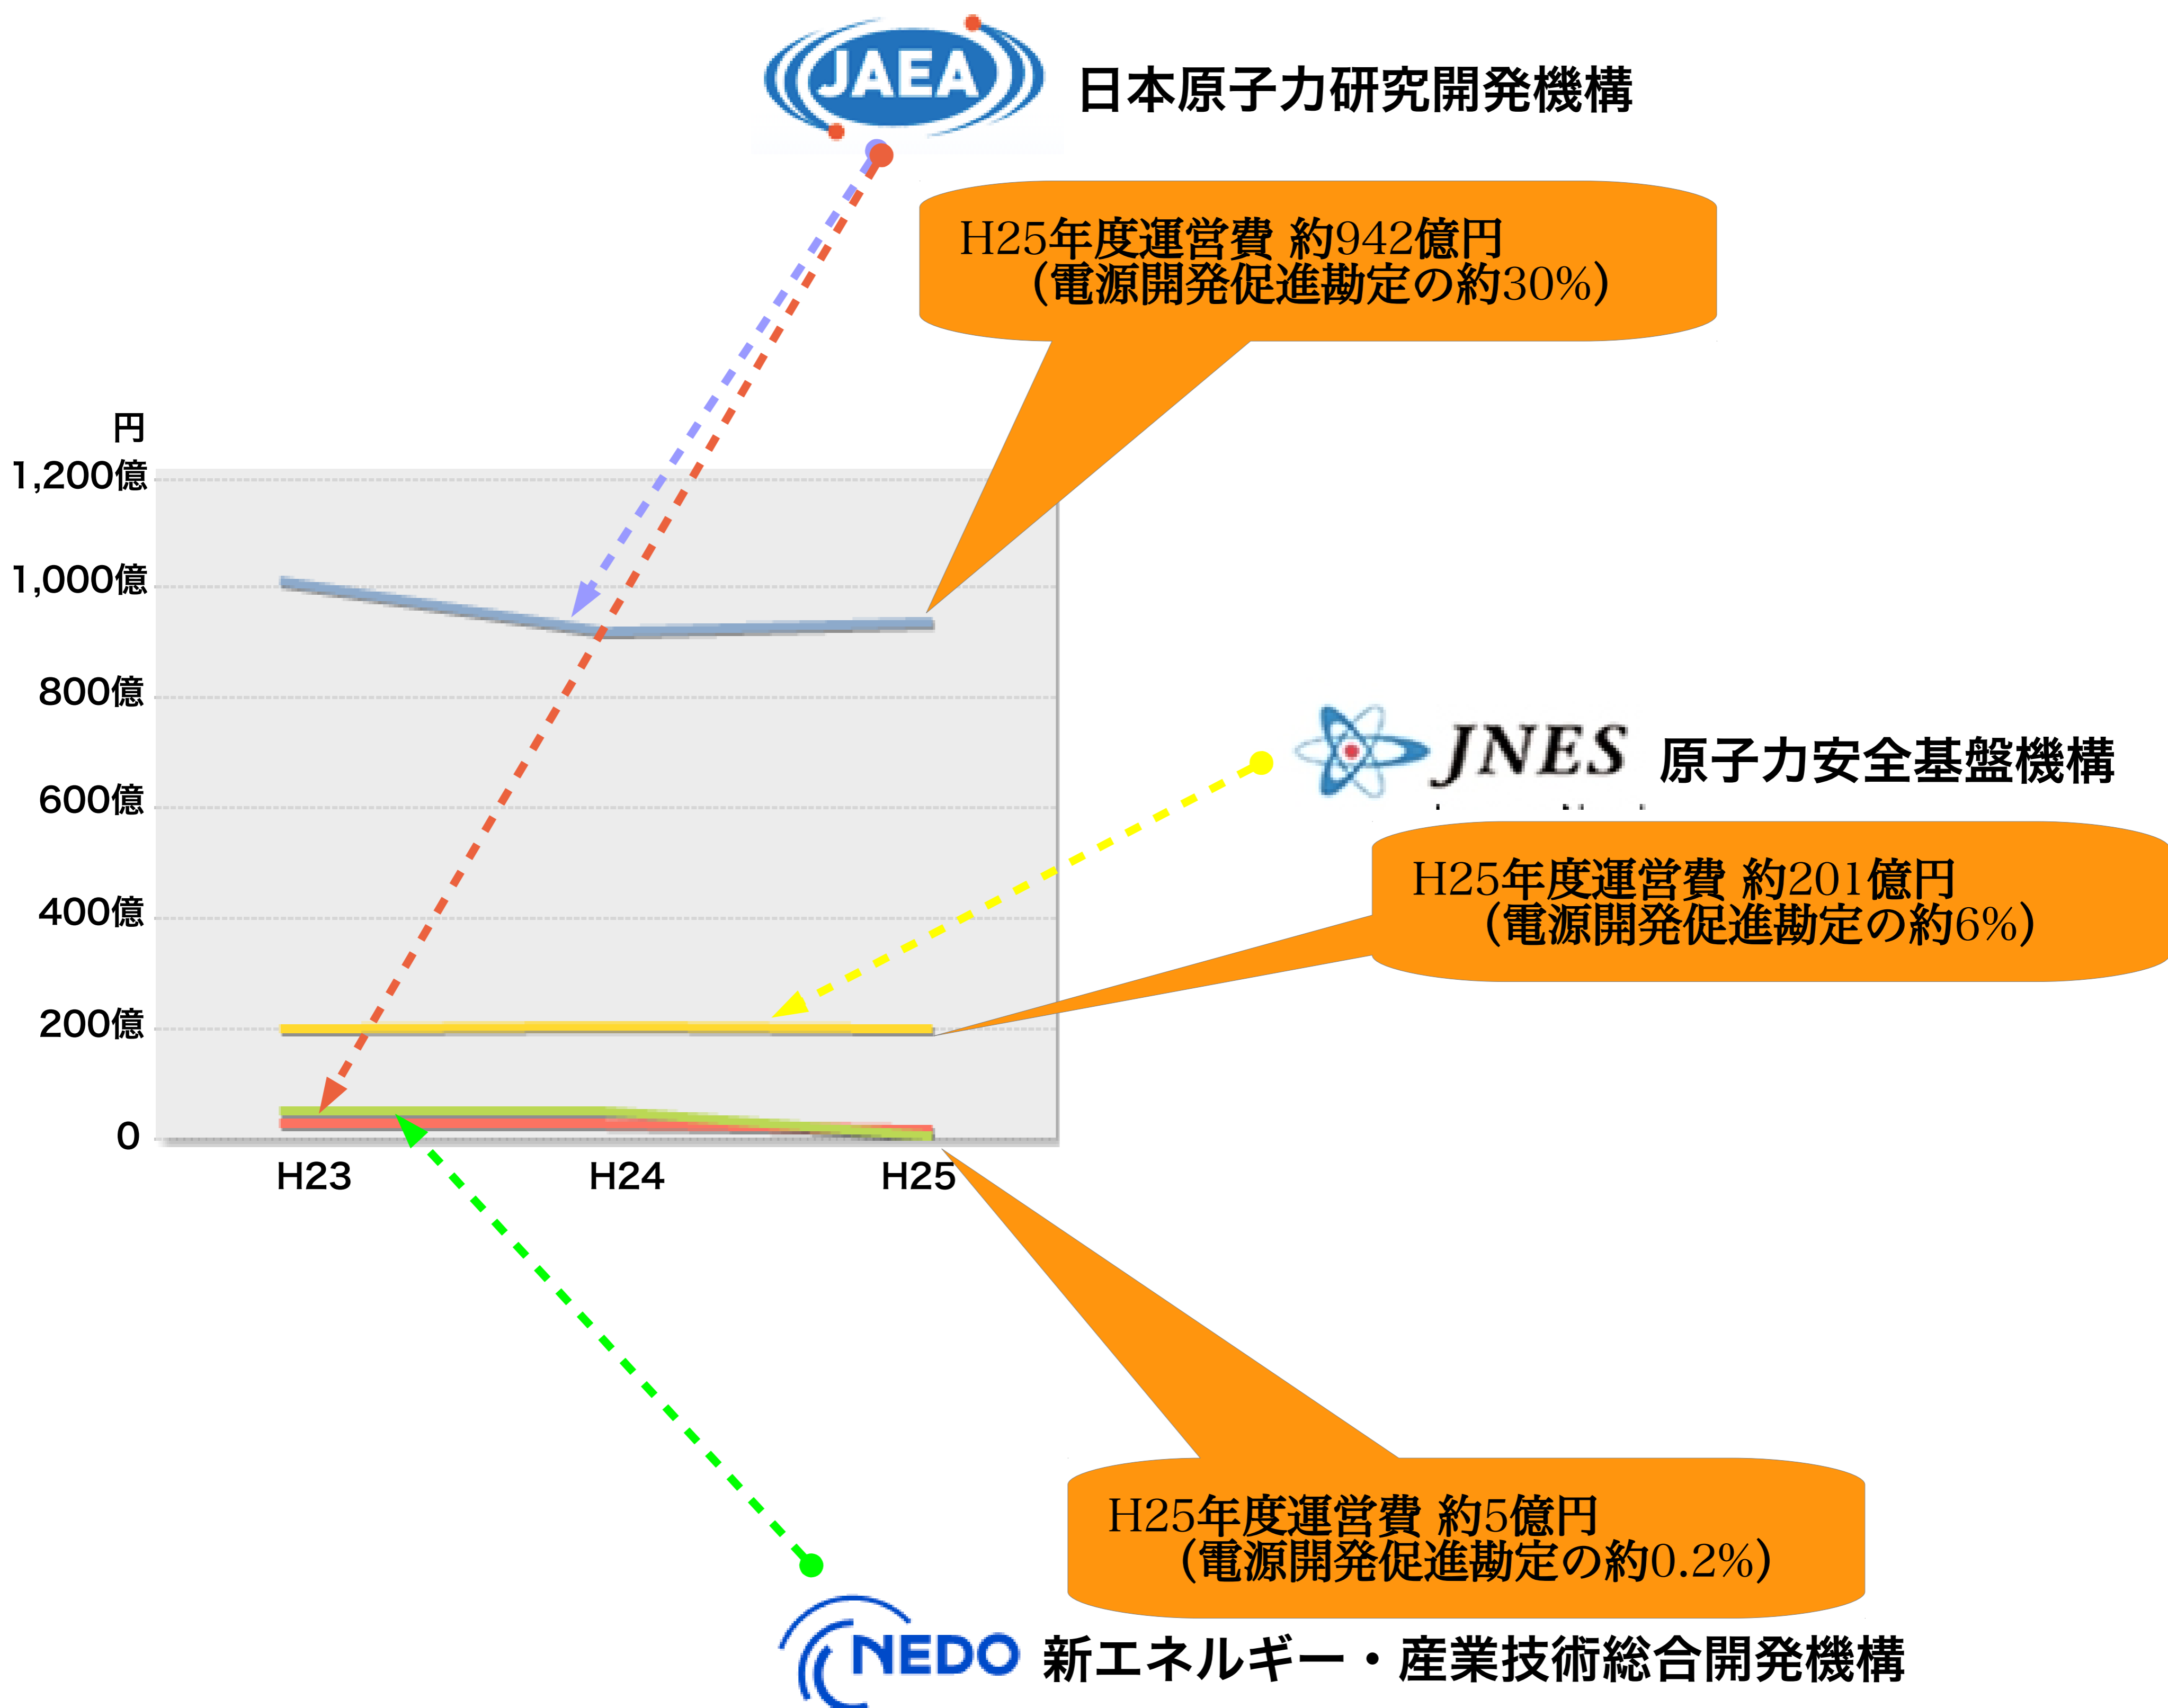 JAEA 日本原子力研究開発機構
H25年度運営費 約942億円
(電源開発促進勘定の約30%)
円
1,200億
1,000億
800億
600億
400億
200億
0
H23 H24 H25
JNES 原子力安全基盤機構
H25年度運営費 約201億円
(電源開発促進勘定の約6%)
H25年度運営費 約5億円
(電源開発促進勘定の約0.2%)
NEDO 新エネルギー・産業技術総合開発機構